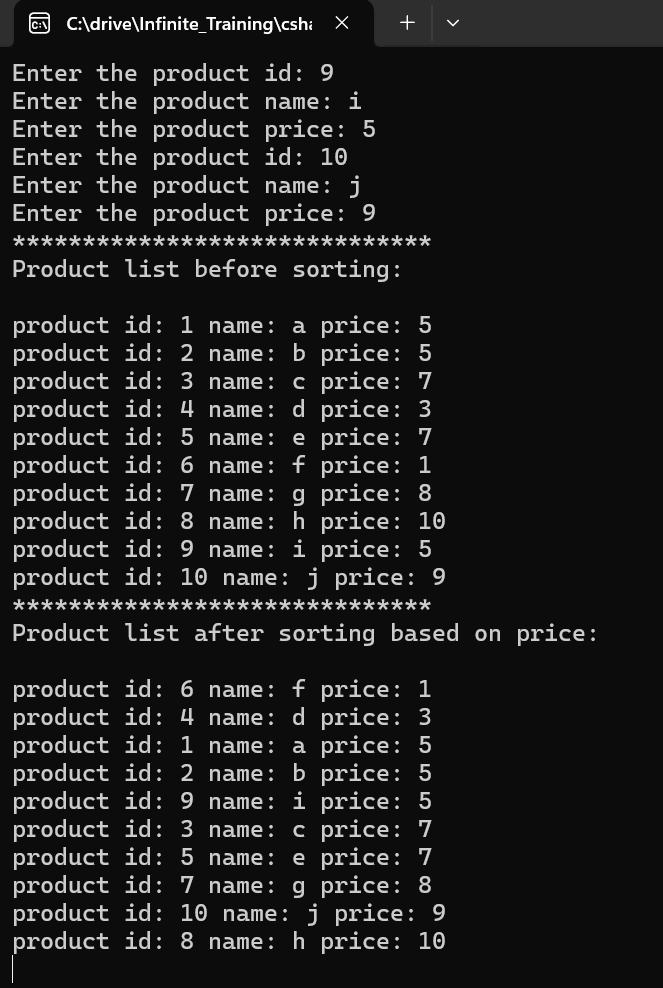 C:\drive\Infinite_Training\csha
Enter the product id: 9
Enter the product name: i
Enter the product price: 5
Enter the product id: 10
Enter the product name: j
Enter the product price: 9
******************************
Product list before sorting:
product id: 1 name: a price: 5
product id: 2 name: b price: 5
product id: 3 name: c price: 7
product id: 4 name: d price: 3
product id: 5 name: e price: 7
product id: 6 name: f price: 1
product id: 7 name: g price: 8
product id: 8 name: h price: 10
product id: 9 name: i price: 5
product id: 10 name: j price: 9
******************************
Product list after sorting based on price:
product id: 6 name: f price: 1
product id: 4 name: d price: 3
product id: 1 name: a price: 5
product id: 2 name: b price: 5
product id: 9 name: i price: 5
product id: 3 name: c price: 7
product id: 5 name: e price: 7
product id: 7 name: g price: 8
product id: 10 name: j price: 9
product id: 8 name: h price: 10